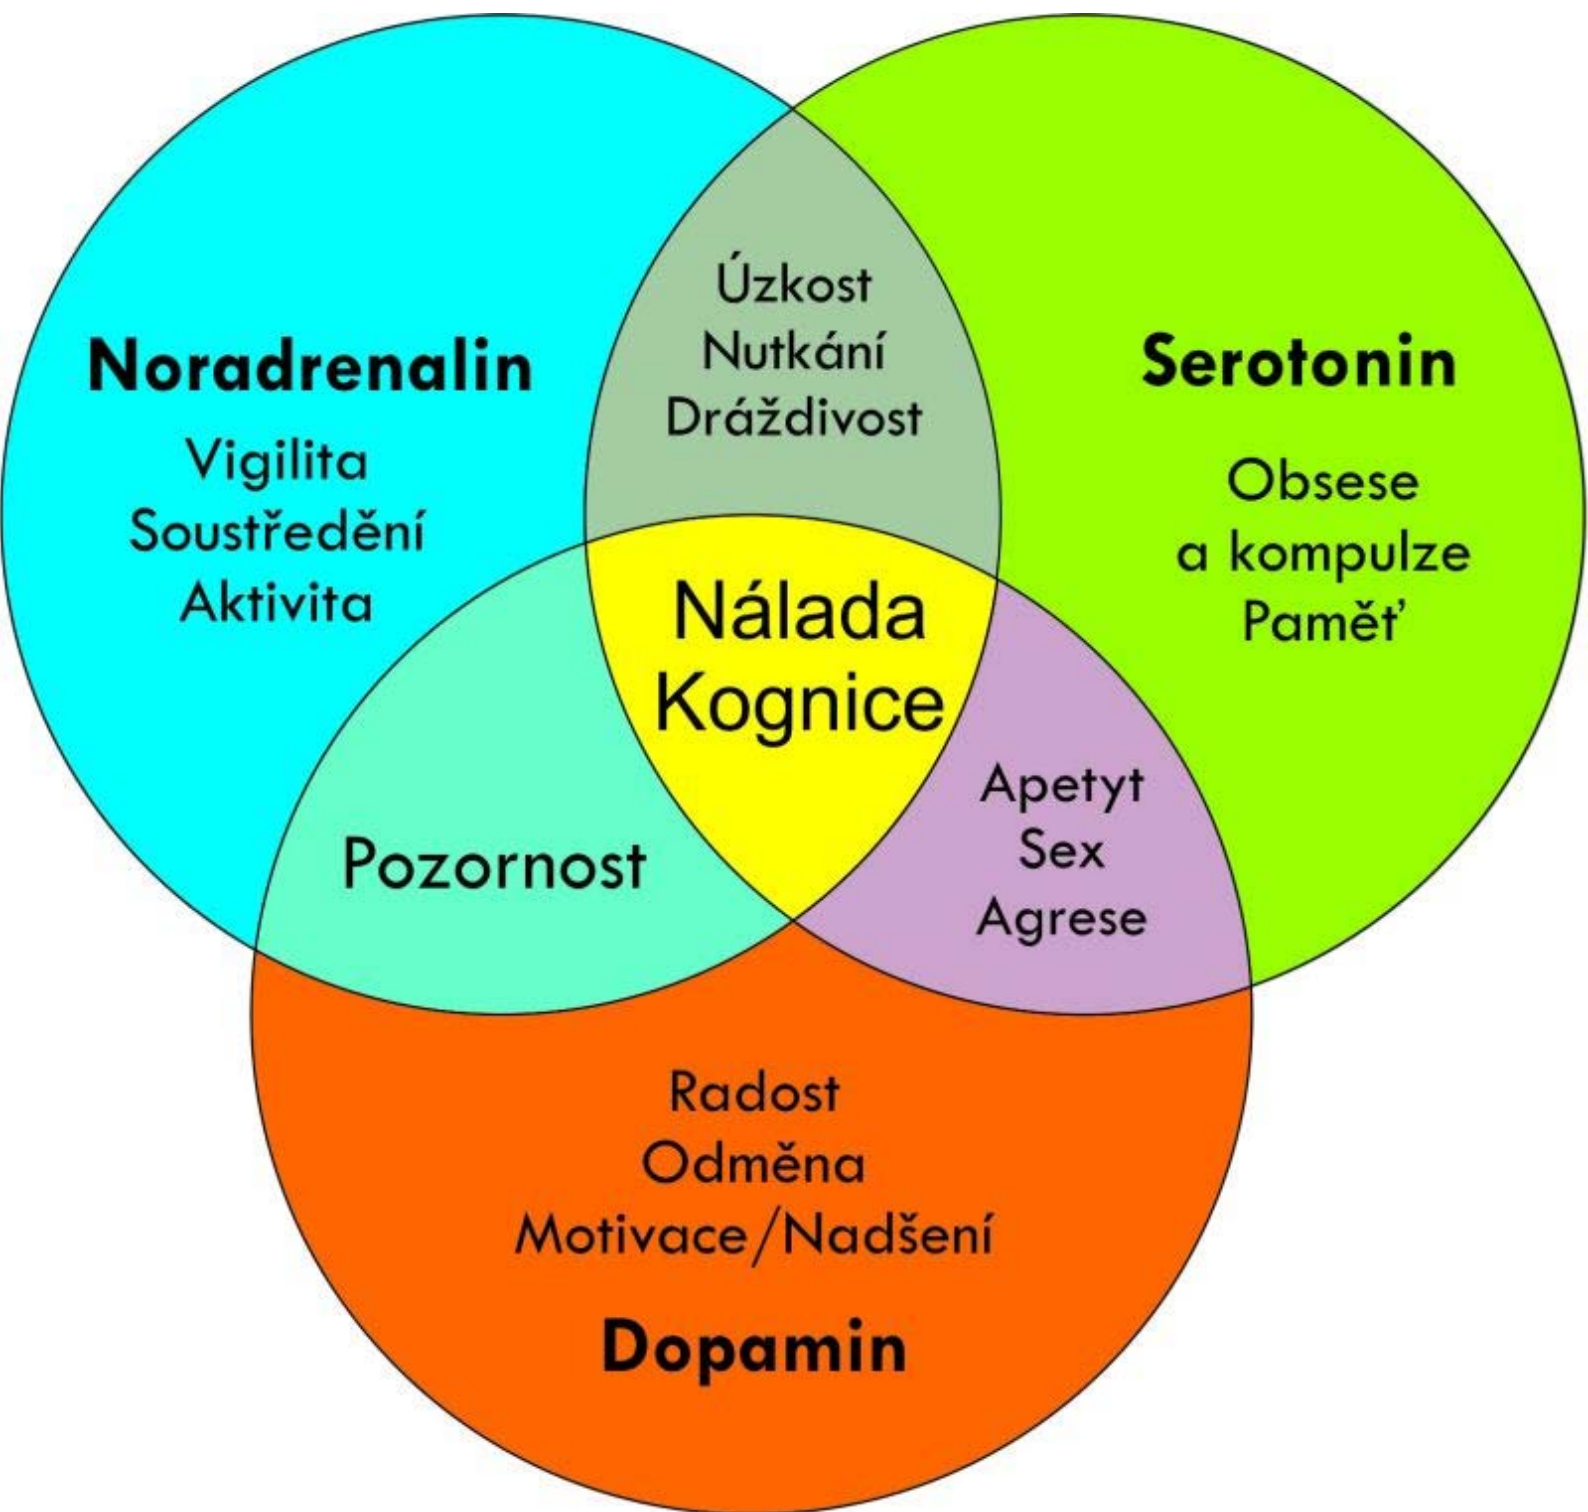 Noradrenalin
Vigilita
Soustředění
Aktivita
Úzkost
Nutkání
Dráždivost
Serotonin
Obsese
a kompulze
Paměť
Nálada
Kognice
Pozornost
Apetyt
Sex
Agrese
Radost
Odměna
Motivace/Nadšení
Dopamin